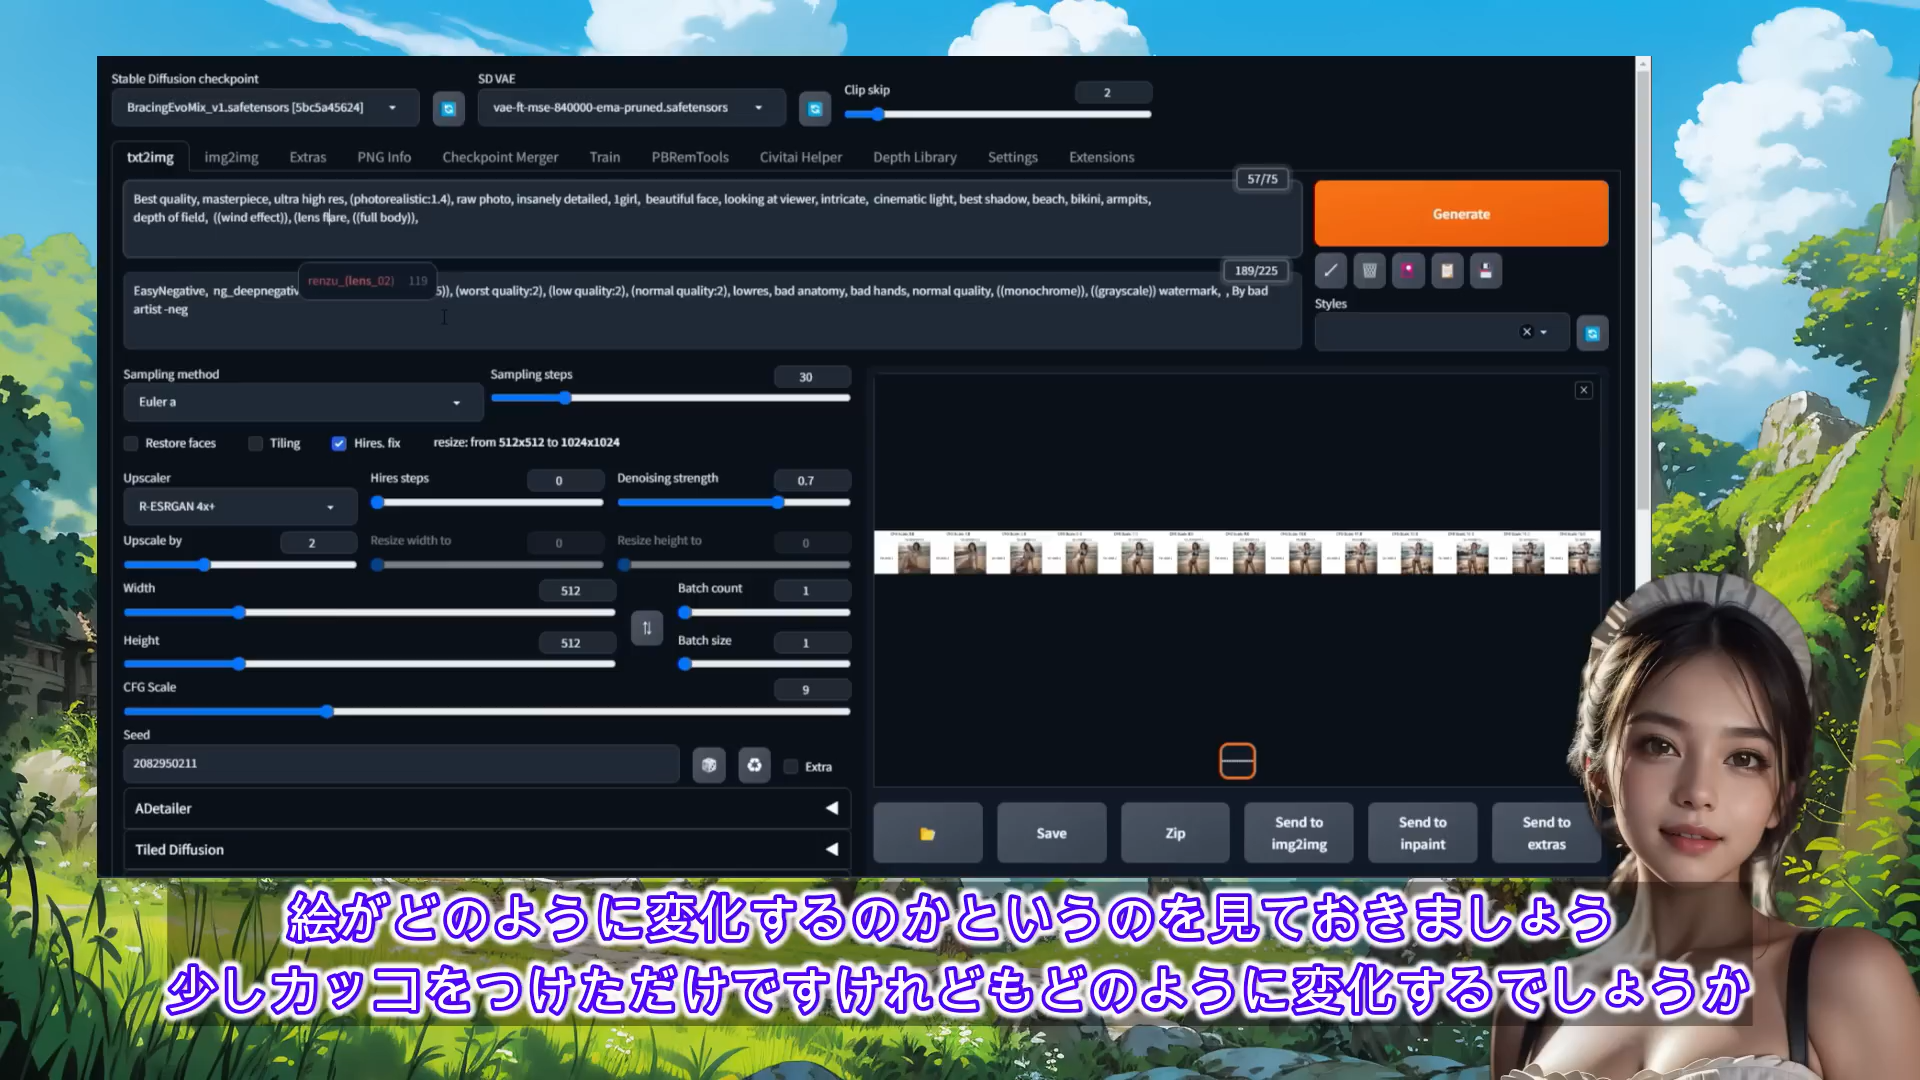 Stable Diffusion checkpoint
SD VAE
Clip skip
2
BracingEvoMix_v1.safetensors [5bc5a45624]
vae-ft-mse-840000-ema-pruned.safetensors
txt2img
img2img
Extras
PNG Info
Checkpoint Merger
Train
PBRemTools
Civitai Helper
Depth Library
Settings
Extensions
57/75
Best quality, masterpiece, ultra high res, (photorealistic:1.4), raw photo, insanely detailed, 1girl, beautiful face, looking at viewer, intricate, cinematic light, best shadow, beach, bikini, armpits,
depth of field, ((wind effect)), (lens flare, ((full body)),
Generate
189/225
renzu_(lens_02) 119
EasyNegative, ng_deepnegativ 5)), (worst quality:2), (low quality:2), (normal quality:2), lowres, bad anatomy, bad hands, normal quality, ((monochrome)), ((grayscale)) watermark, , By bad
artist -neg
Styles
Sampling method
Sampling steps
30
Euler a
Restore faces
Tiling
Hires. fix
resize: from 512x512 to 1024x1024
Upscaler
Hires steps
0
Denoising strength
0.7
R-ESRGAN 4x+
Upscale by
2
Resize width to
0
Resize height to
0
Width
512
Batch count
1
Height
512
Batch size
1
CFG Scale
9
Seed
2082950211
Extra
ADetailer
Tiled Diffusion
Save
Zip
Send to
img2img
Send to
inpaint
Send to
extras
絵がどのように変化するのかというのを見ておきましょう
少しカッコをつけただけですけれどもどのように変化するでしょうか